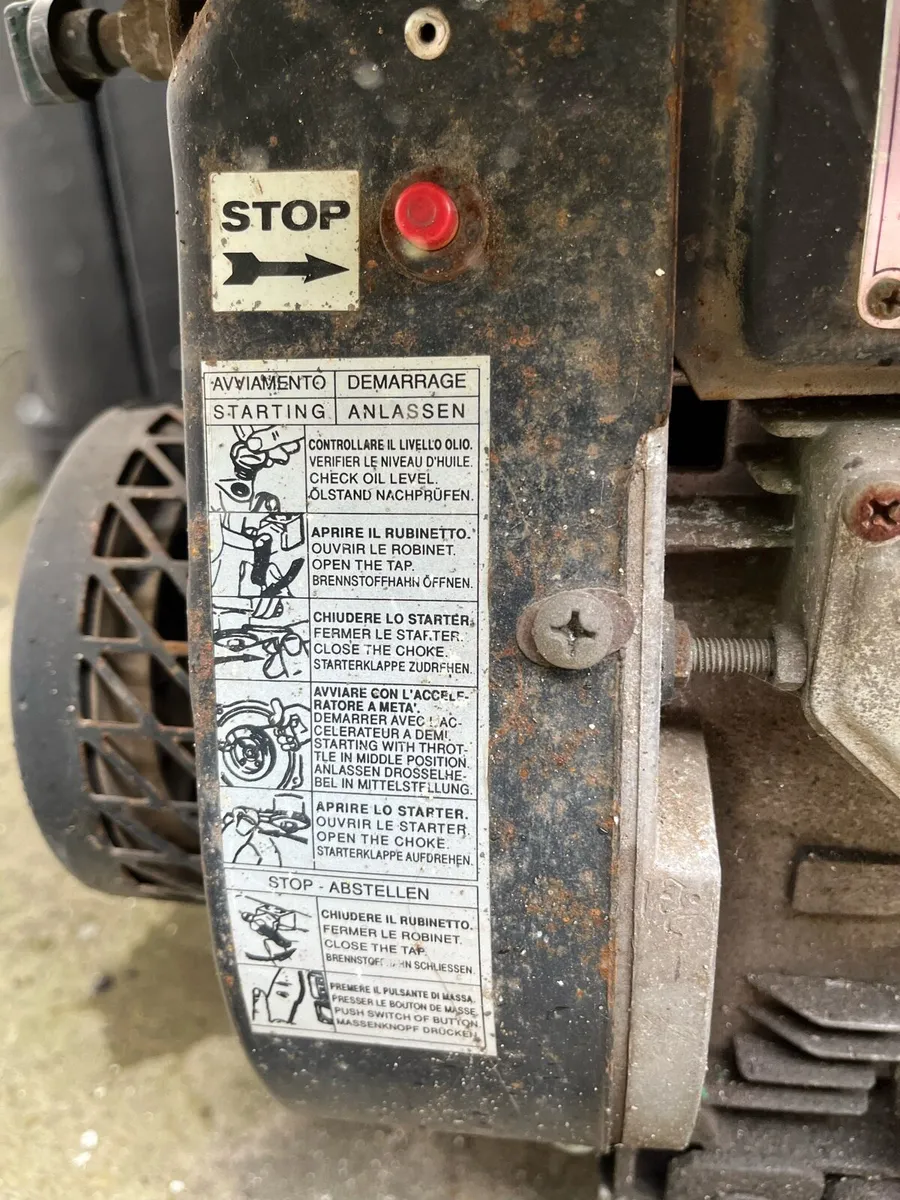 STOP
AVVIAMENTO DEMARRAGE
STARTING ANLASSEN
CONTROLLARE IL LIVELLO OLIO.
VERIFIER LE NIVEAU D'HUILE.
CHECK OIL LEVEL.
ÖLSTAND NACHPRÜFEN.
APRIRE IL RUBINETTO.
OUVRIR LE ROBINET.
OPEN THE TAP.
BRENNSTOFFHAHN ÖFFNEN.
CHIUDERE LO STARTER.
FERMER LE STARTER.
CLOSE THE CHOKE.
STARTERKLAPPE ZUDREHEN.
AVVIARE CON L'ACCELE-
RATORE A META'.
DEMARRER AVEC L'AC-
CELERATEUR A DEMI.
STARTING WITH THROT-
TLE IN MIDDLE POSITION.
ANLASSEN DROSSELHE-
BEL IN MITTELSTELLUNG.
APRIRE LO STARTER.
OUVRIR LE STARTER.
OPEN THE CHOKE.
STARTERKLAPPE AUFDREHEN.
STOP - ABSTELLEN
CHIUDERE IL RUBINETTO.
FERMER LE ROBINET.
CLOSE THE TAP.
BRENNSTOFFHAHN SCHLIESSEN.
PREMERE IL PULSANTE DI MASSA.
PRESSER LE BOUTON DE MASSE.
PUSH SWITCH OF BUTTON.
MASSENKNOPF DRÜCKEN.